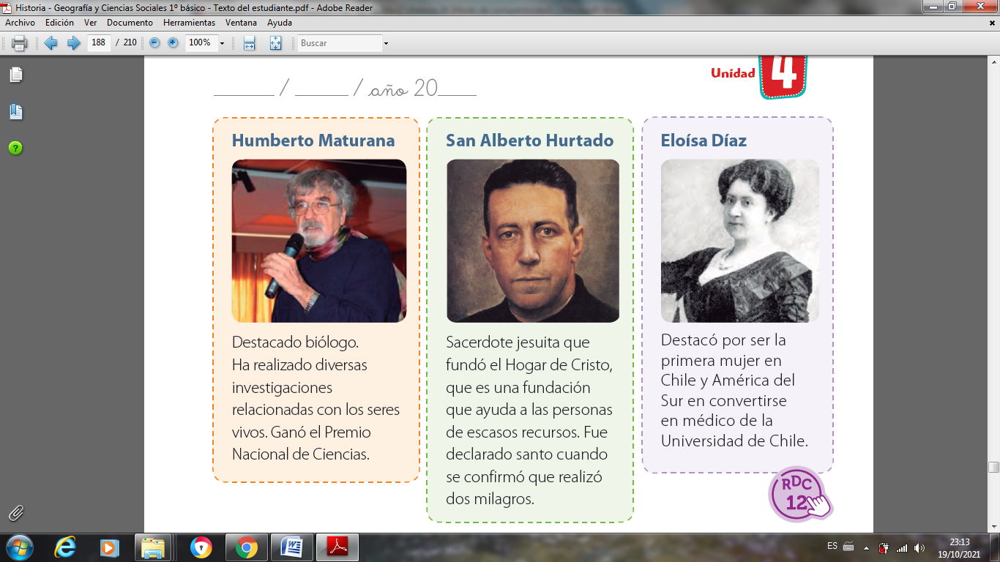 Historia - Geografía y Ciencias Sociales 1º básico - Texto del estudiante.pdf - Adobe Reader
Archivo Edición Ver Documento Herramientas Ventana Ayuda
188 / 210 100% Buscar
Unidad 4
____ / ____ / año 20____
Humberto Maturana
Destacado biólogo.
Ha realizado diversas
investigaciones
relacionadas con los seres
vivos. Ganó el Premio
Nacional de Ciencias.
San Alberto Hurtado
Sacerdote jesuita que
fundó el Hogar de Cristo,
que es una fundación
que ayuda a las personas
de escasos recursos. Fue
declarado santo cuando
se confirmó que realizó
dos milagros.
Eloísa Díaz
Destacó por ser la
primera mujer en
Chile y América del
Sur en convertirse
en médico de la
Universidad de Chile.
RDC
12
ES
23:13
19/10/2021